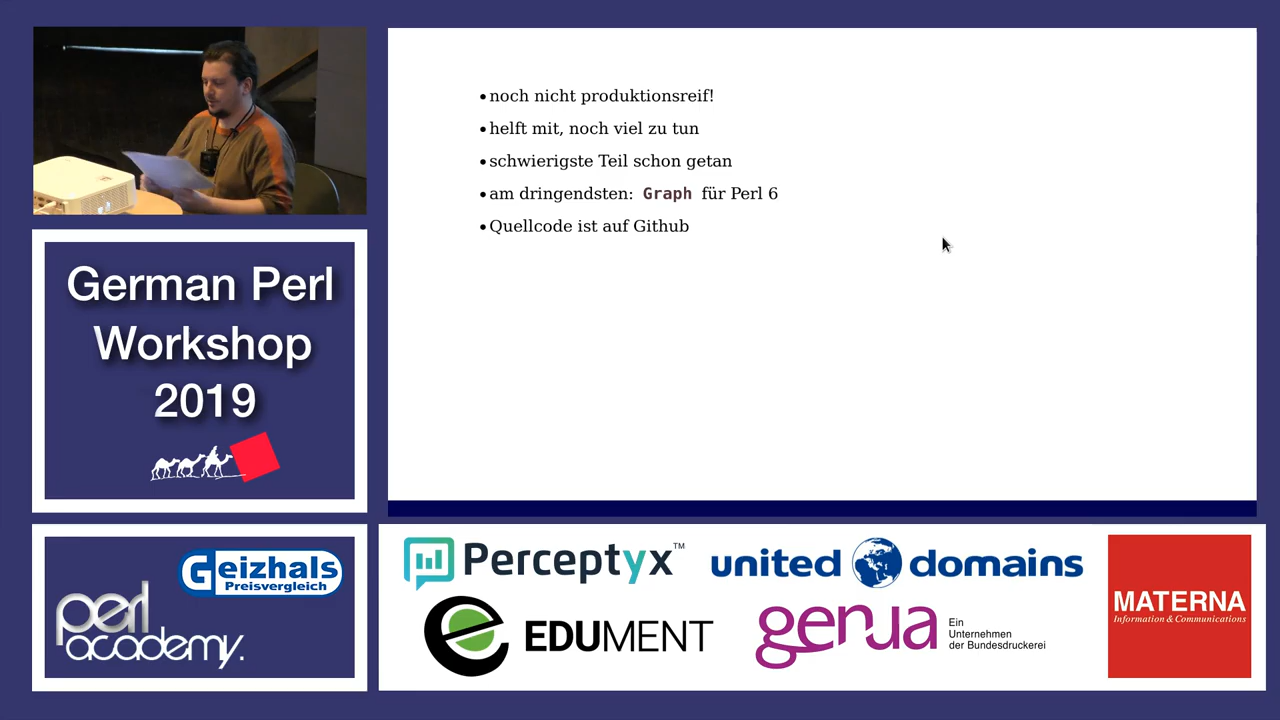 •noch nicht produktionsreif!
•helft mit, noch viel zu tun
•schwierigste Teil schon getan
•am dringendsten: Graph für Perl 6
•Quellcode ist auf Github
German Perl
Workshop
2019
Geizhals
Preisvergleich
perl
academy.
Perceptyx™
united domains
EDUMENT
genua
Ein
Unternehmen
der Bundesdruckerei
MATERNA
Information & Communications